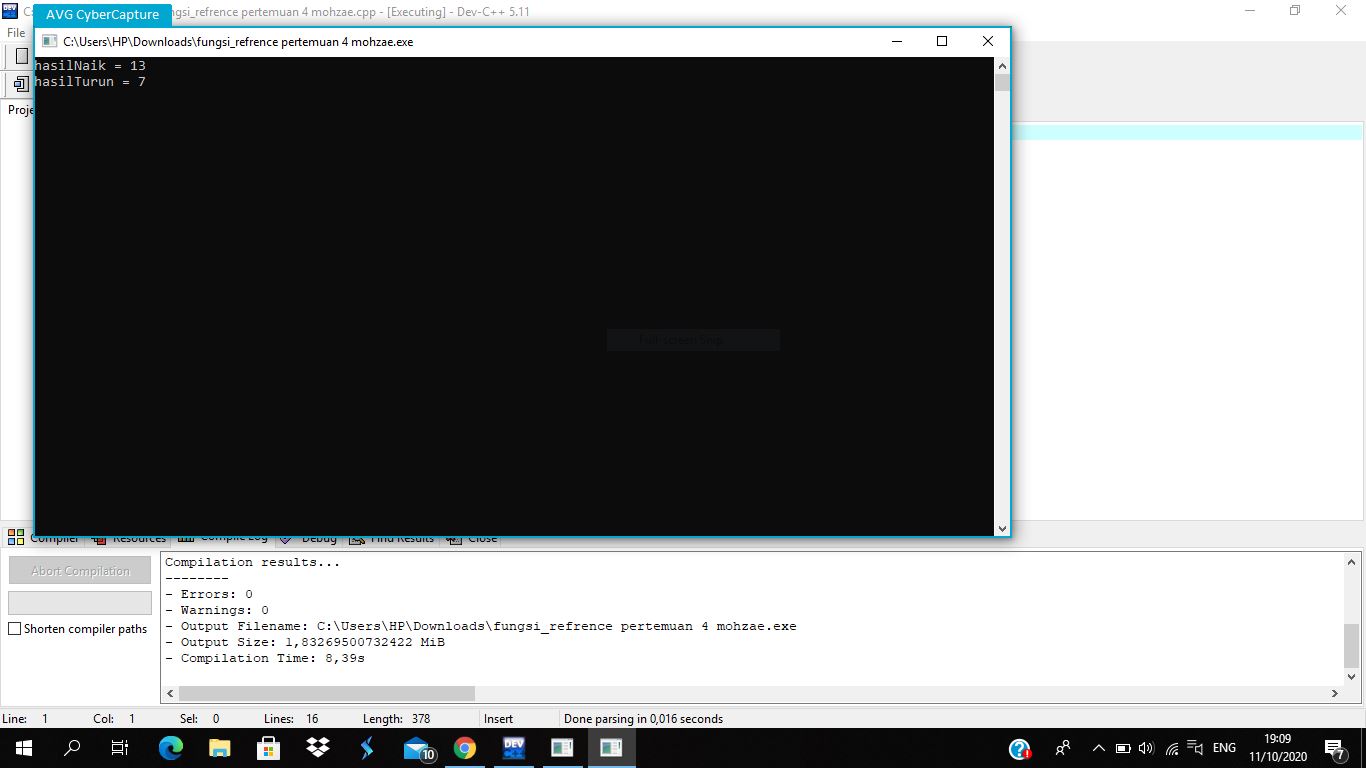 AVG CyberCapture
ngsi_refrence pertemuan 4 mohzae.cpp - [Executing] - Dev-C++ 5.11
File
C:\Users\HP\Downloads\fungsi_refrence pertemuan 4 mohzae.exe
hasilNaik = 13
hasilTurun = 7
Proje
Full-screen Snip
Compiler
Resources
Compile Log
Debug
Find Results
Close
Abort Compilation
Shorten compiler paths
Compilation results...
--------
- Errors: 0
- Warnings: 0
- Output Filename: C:\Users\HP\Downloads\fungsi_refrence pertemuan 4 mohzae.exe
- Output Size: 1,83269500732422 MiB
- Compilation Time: 8,39s
Line: 1 Col: 1 Sel: 0 Lines: 16 Length: 378 Insert Done parsing in 0,016 seconds
10
DEV
ENG
19:09
11/10/2020
7